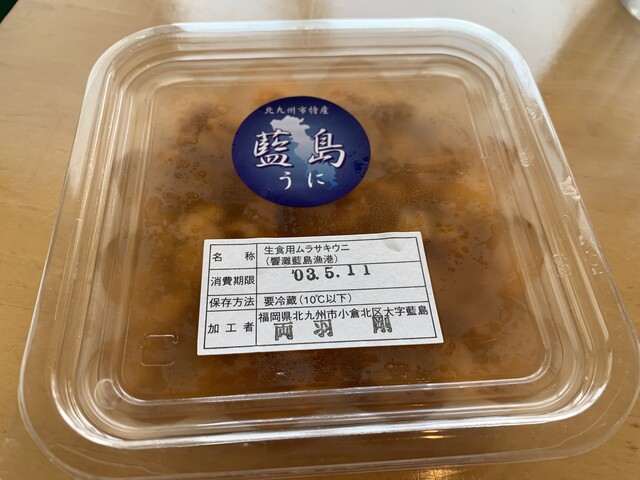 北九州市特産
藍島
うに
名称 生食用ムラサキウニ
(響灘藍島漁港)
消費期限 '03.5.11
保存方法 要冷蔵(10℃以下)
加工者 福岡県北九州市小倉北区大字藍島
両羽 剛